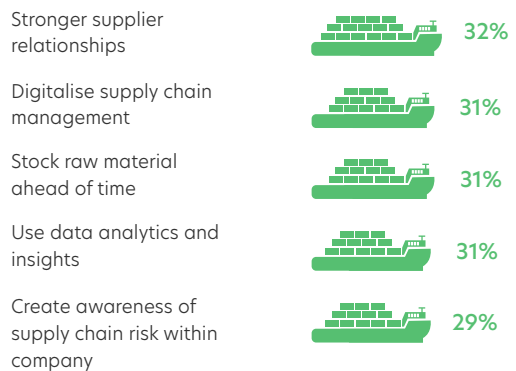 Stronger supplier
relationships
32%
Digitalise supply chain
management
31%
Stock raw material
ahead of time
31%
Use data analytics and
insights
31%
Create awareness of
supply chain risk within
company
29%